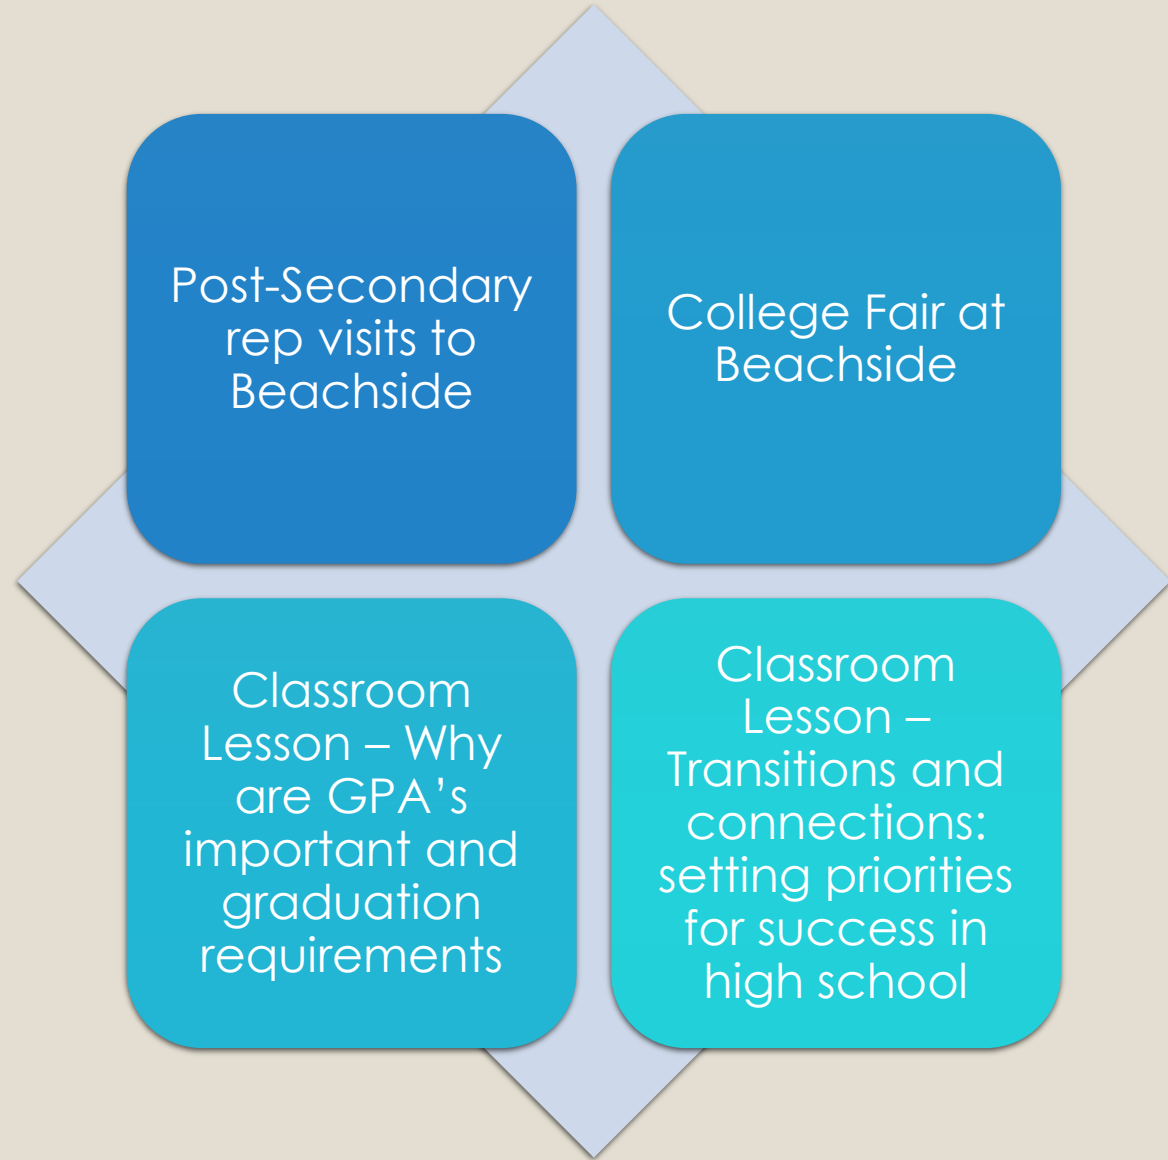 Post-Secondary
rep visits to
Beachside
College Fair at
Beachside
Classroom
Lesson – Why
are GPA’s
important and
graduation
requirements
Classroom
Lesson –
Transitions and
connections:
setting priorities
for success in
high school